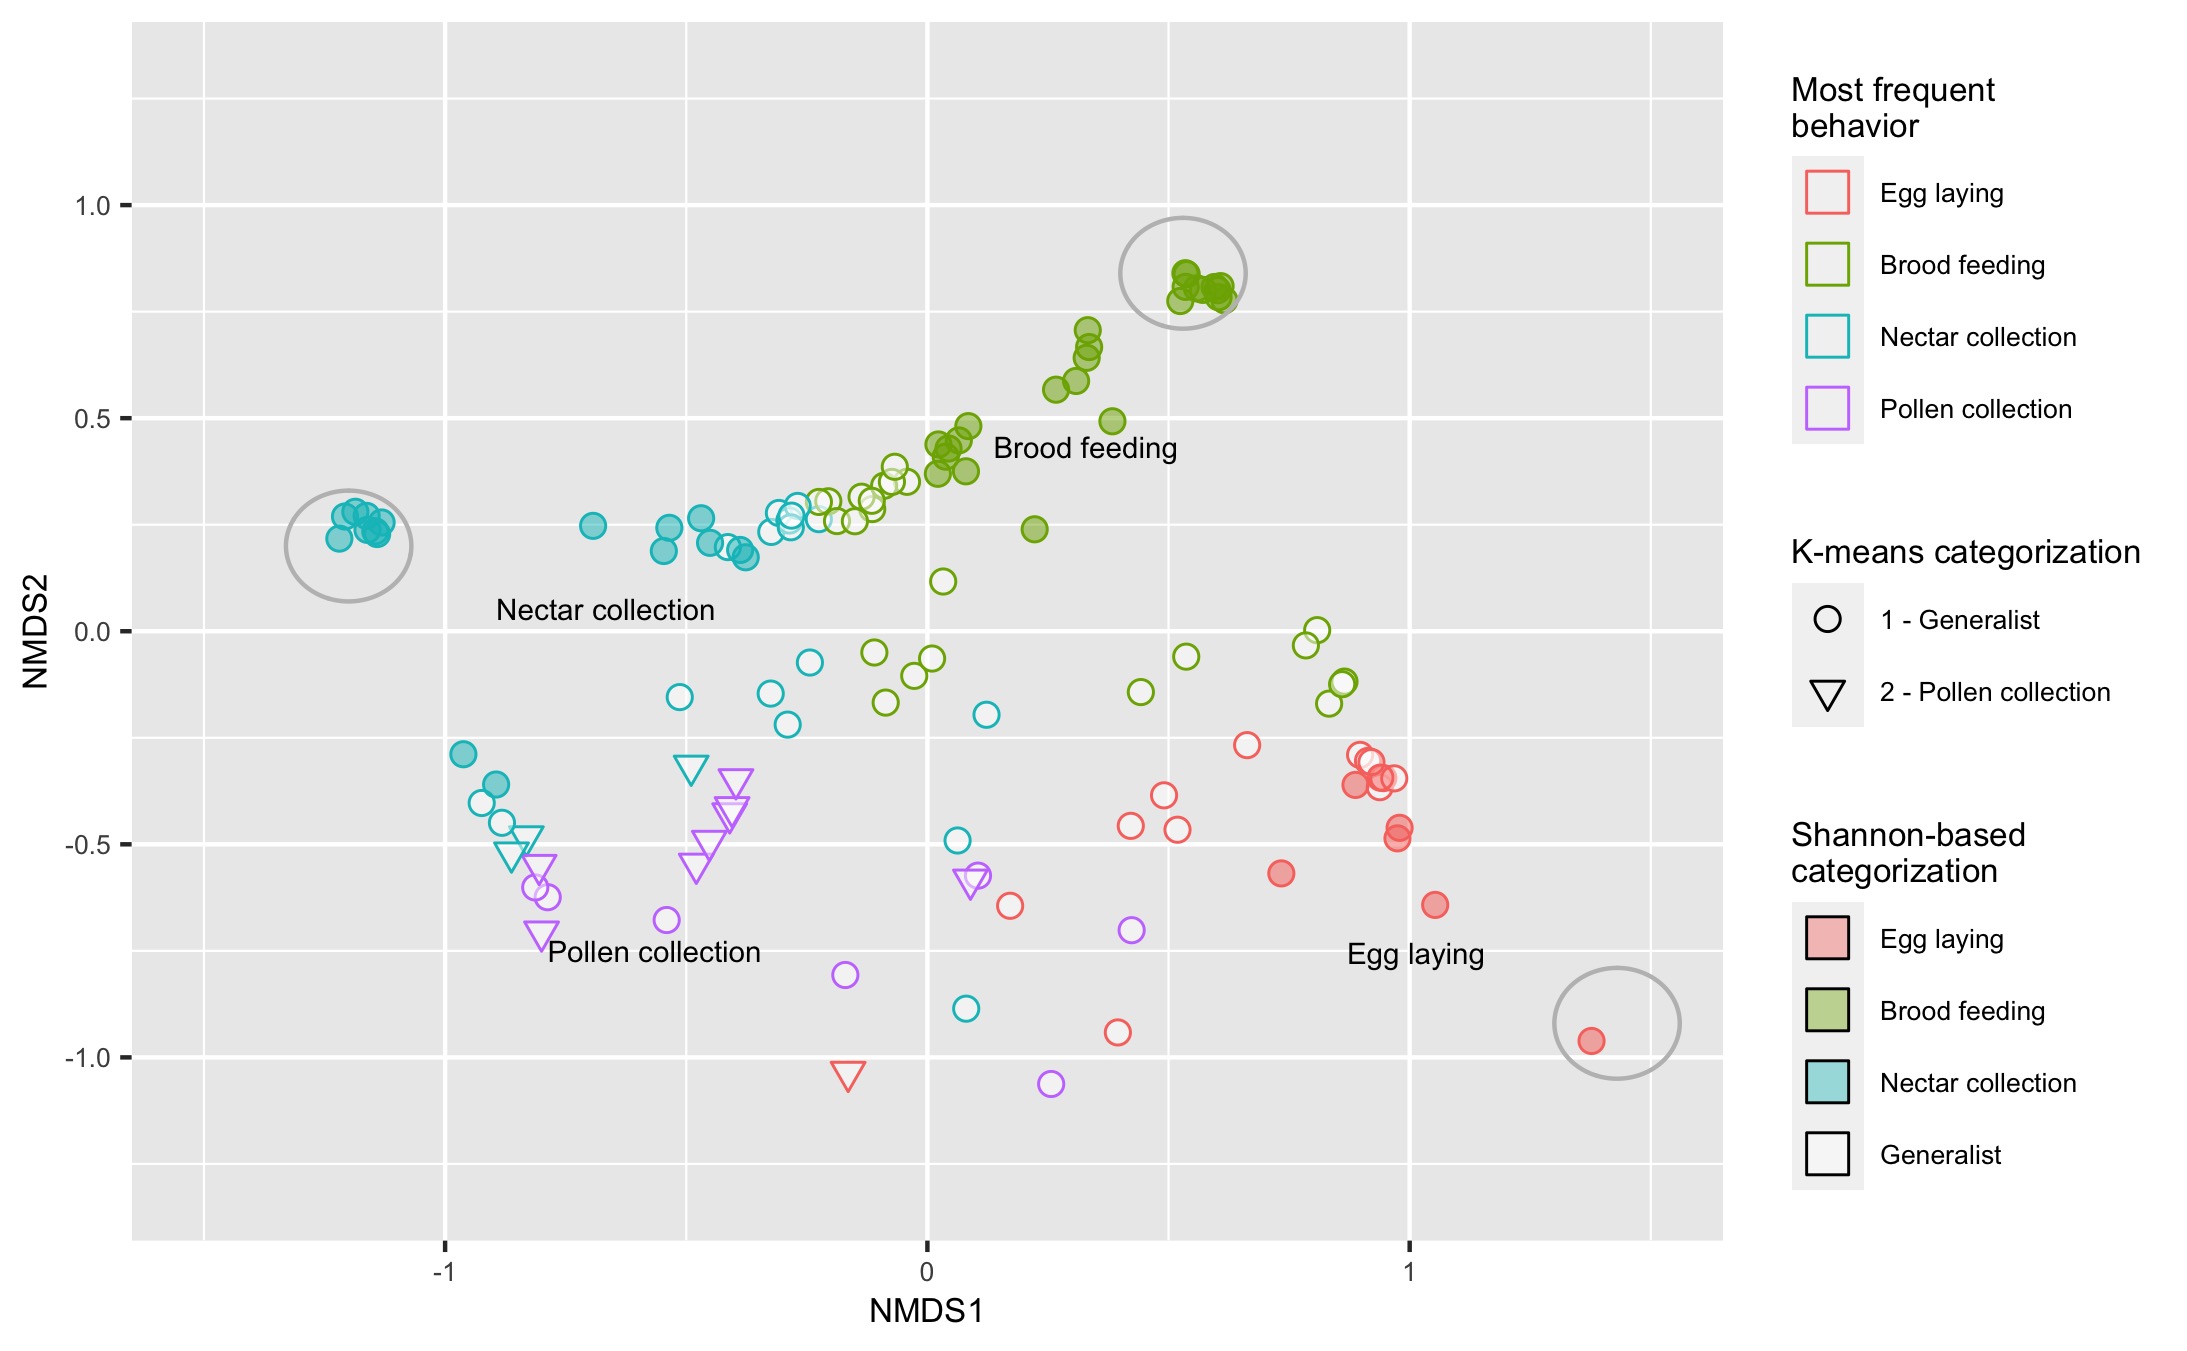 Most frequent
behavior
Egg laying
Brood feeding
Nectar collection
Pollen collection
K-means categorization
1 - Generalist
2 - Pollen collection
Shannon-based
categorization
Egg laying
Brood feeding
Nectar collection
Generalist
NMDS2
1.0
0.5
0.0
-0.5
-1.0
Brood feeding
Nectar collection
Pollen collection
Egg laying
-1
0
1
NMDS1